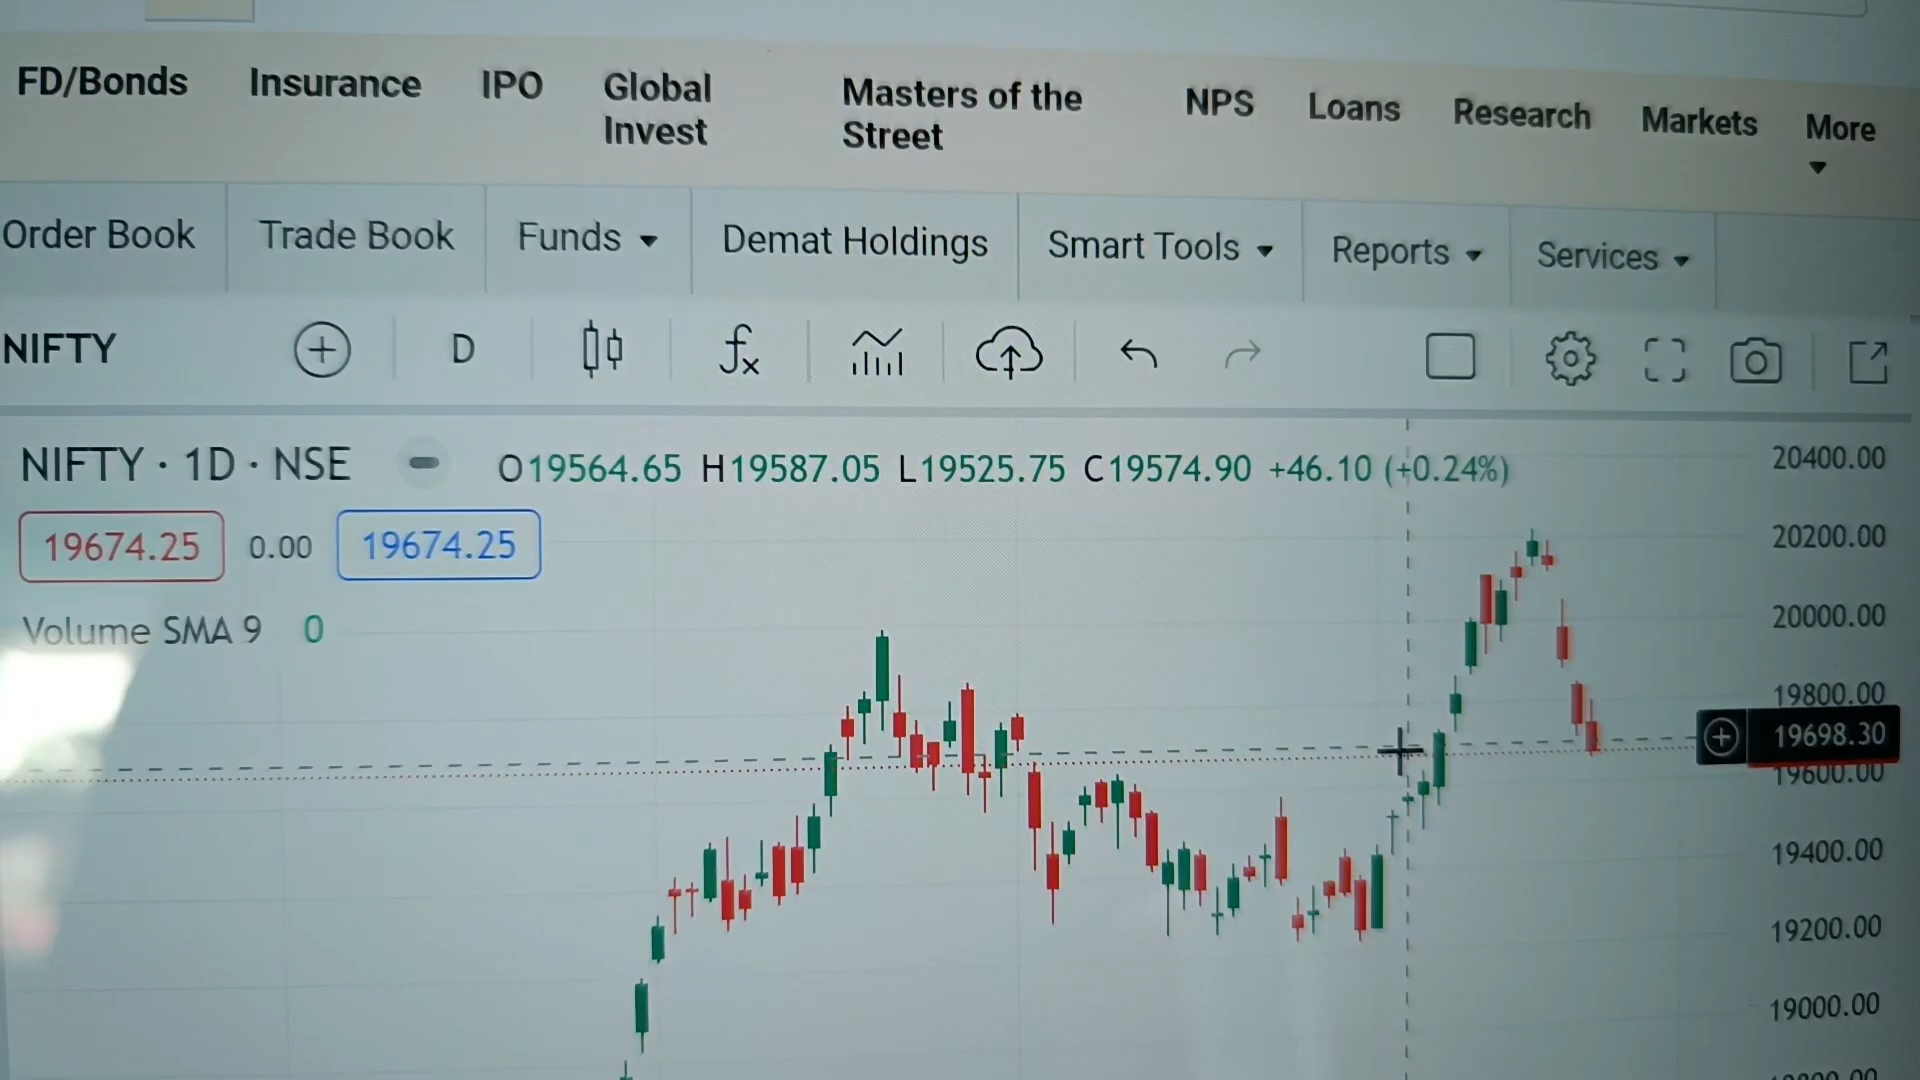 FD/Bonds Insurance IPO Global Invest Masters of the Street NPS Loans Research Markets More
Order Book Trade Book Funds Demat Holdings Smart Tools Reports Services
NIFTY D fx
NIFTY · 1D · NSE O19564.65 H19587.05 L19525.75 C19574.90 +46.10 (+0.24%)
19674.25 0.00 19674.25
Volume SMA 9 0
20400.00
20200.00
20000.00
19800.00
19698.30
19600.00
19400.00
19200.00
19000.00